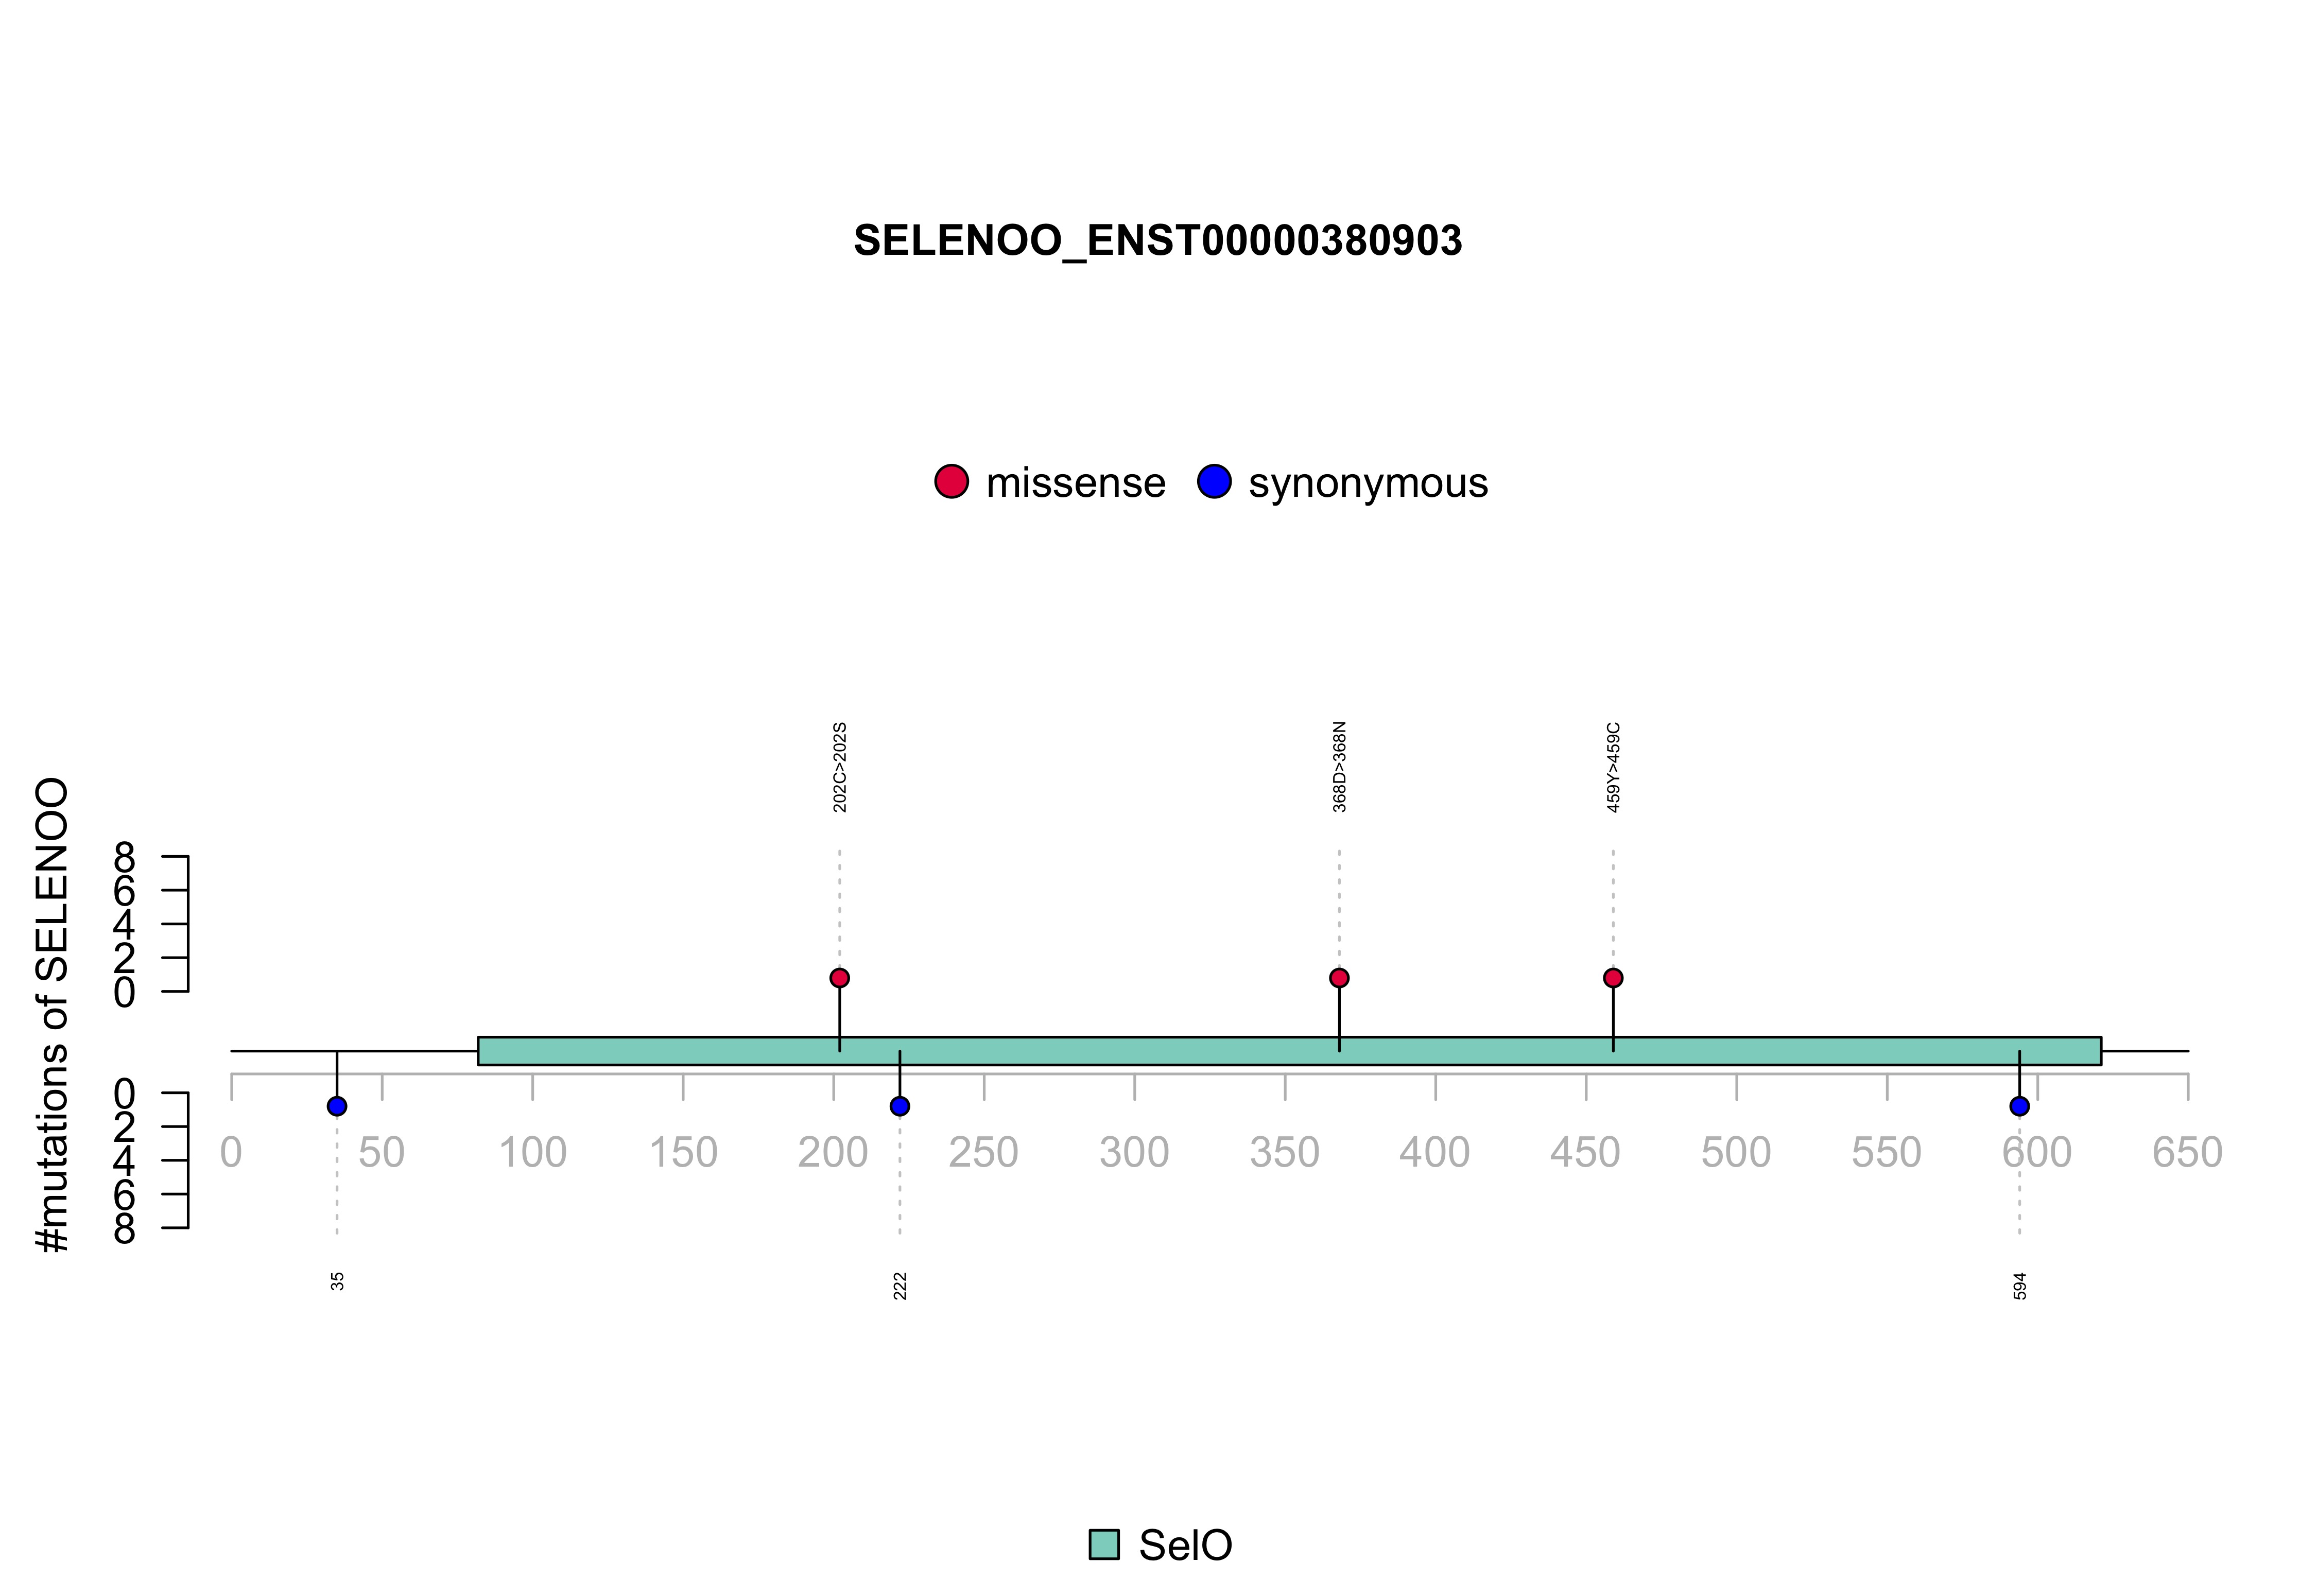 SELENOO_ENST00000380903
missense synonymous
202C>202S 368D>368N 459Y>459C
#mutations of SELENOO
8
6
4
2
0
0
2
4
6
8
0 50 100 150 200 250 300 350 400 450 500 550 600 650
35 222 594
SelO